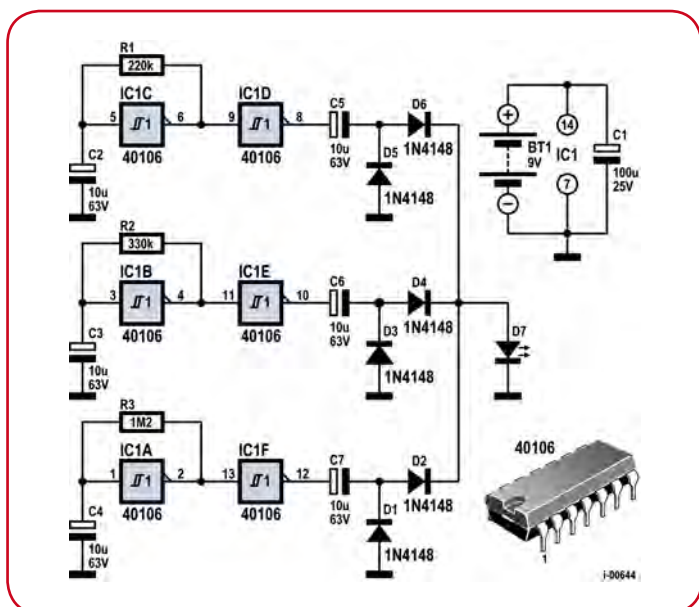 R1
220k
IC1C
IC1D
5
6
9
8
40106
40106
C2
10u
63V
C5
10u
63V
D6
1N4148
D5
1N4148
BT1
9V
14
IC1
7
C1
100u
25V
R2
330k
IC1B
IC1E
3
4
11
10
40106
40106
C3
10u
63V
C6
10u
63V
D4
1N4148
D3
1N4148
D7
R3
1M2
IC1A
IC1F
1
2
13
12
40106
40106
C4
10u
63V
C7
10u
63V
D2
1N4148
D1
1N4148
40106
1
i-00644